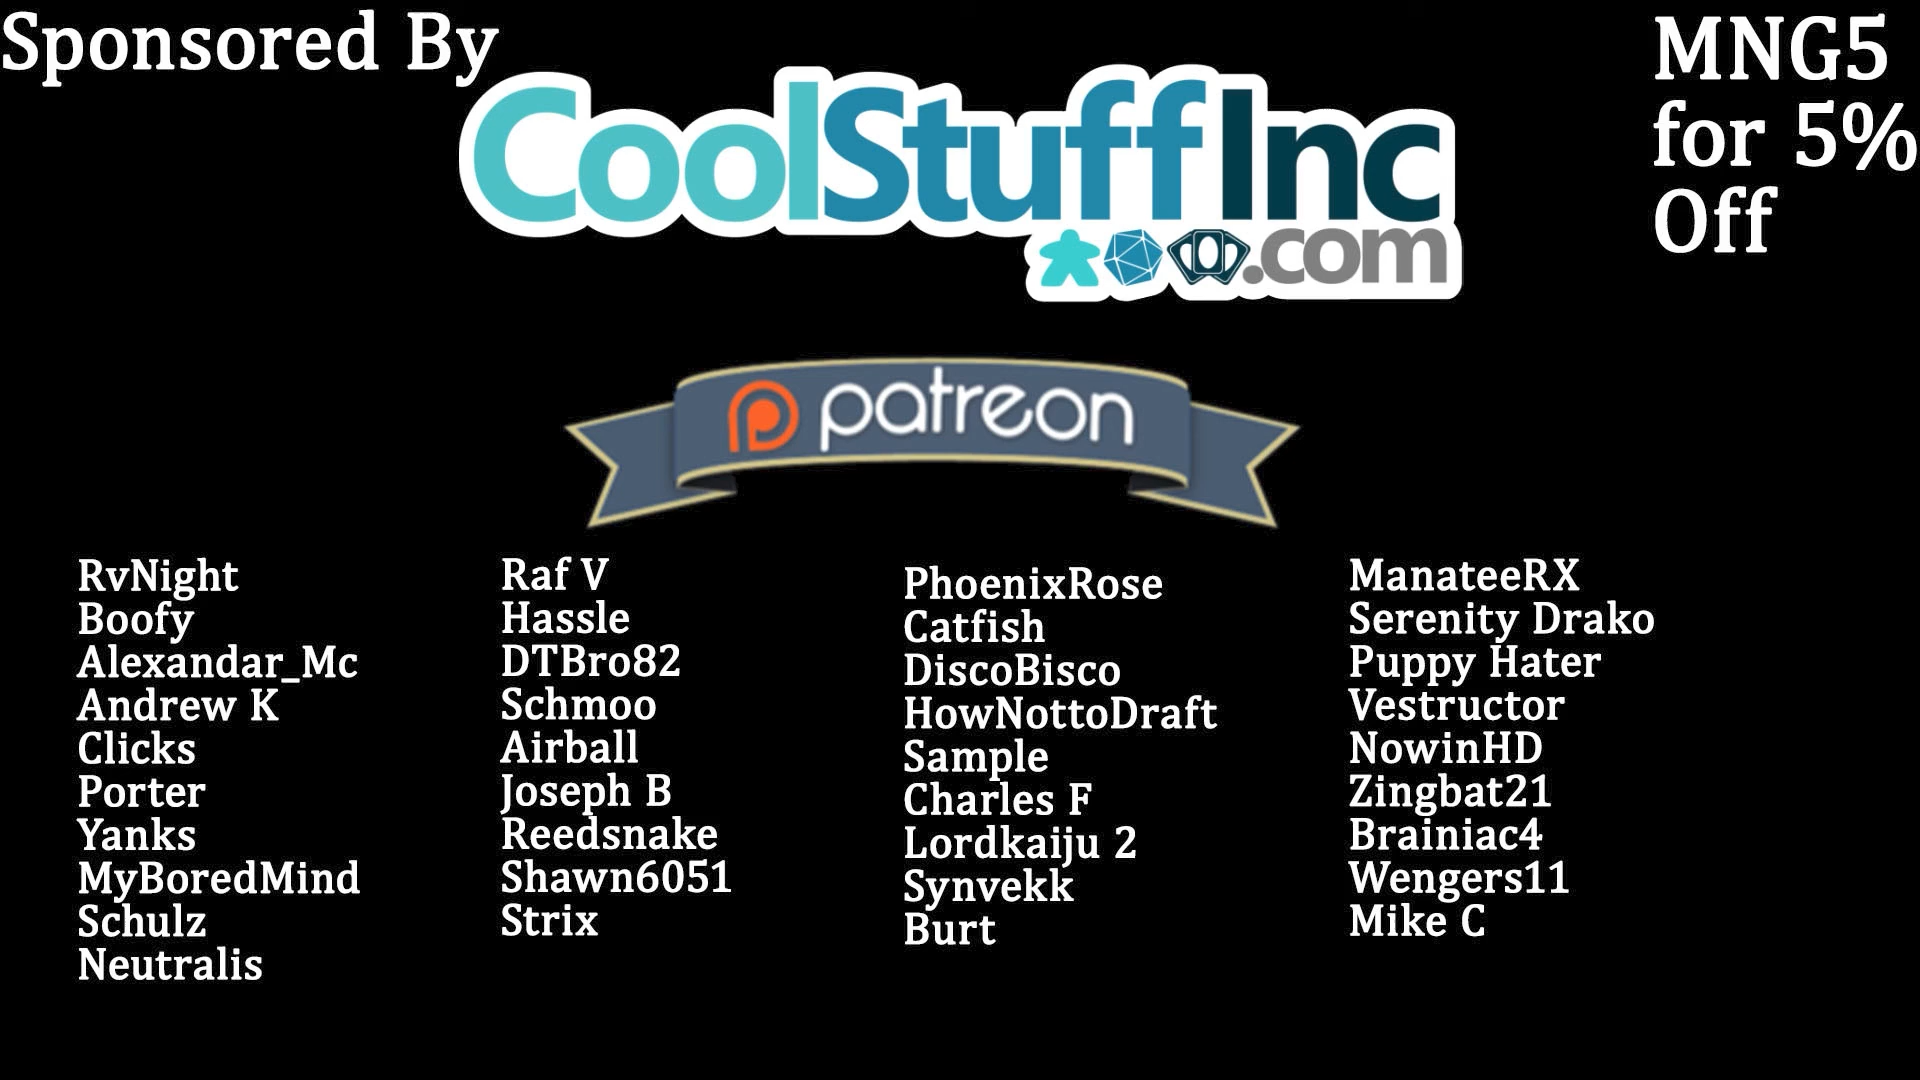 Sponsored By
CoolStuffInc
.com
MNG5
for 5%
Off
patreon
RvNight
Boofy
Alexandar_Mc
Andrew K
Clicks
Porter
Yanks
MyBoredMind
Schulz
Neutralis
Raf V
Hassle
DTBro82
Schmoo
Airball
Joseph B
Reedsnake
Shawn6051
Strix
PhoenixRose
Catfish
DiscoBisco
HowNottoDraft
Sample
Charles F
Lordkaiju 2
Synvekk
Burt
ManateeRX
Serenity Drako
Puppy Hater
Vestructor
NowinHD
Zingbat21
Brainiac4
Wengers11
Mike C